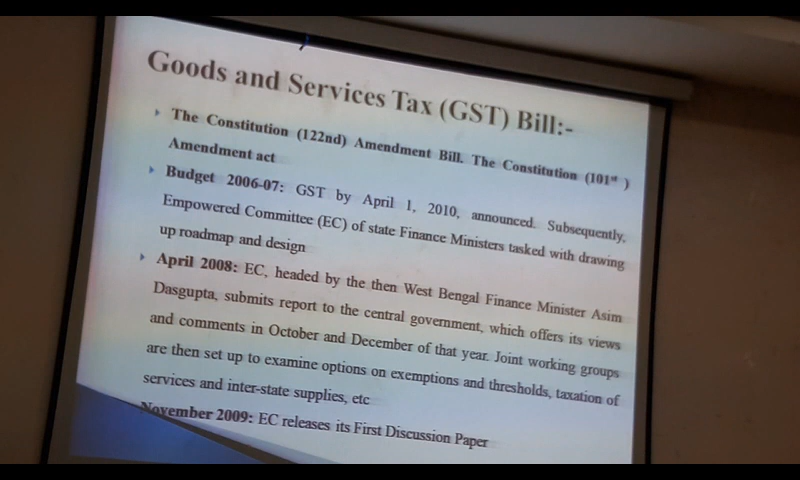 Goods and Services Tax (GST) Bill:-
The Constitution (122nd) Amendment Bill. The Constitution (101st )
Amendment act
Budget 2006-07: GST by April 1, 2010, announced. Subsequently,
Empowered Committee (EC) of state Finance Ministers tasked with drawing
up roadmap and design
April 2008: EC, headed by the then West Bengal Finance Minister Asim
Dasgupta, submits report to the central government, which offers its views
and comments in October and December of that year. Joint working groups
are then set up to examine options on exemptions and thresholds, taxation of
services and inter-state supplies, etc
November 2009: EC releases its First Discussion Paper